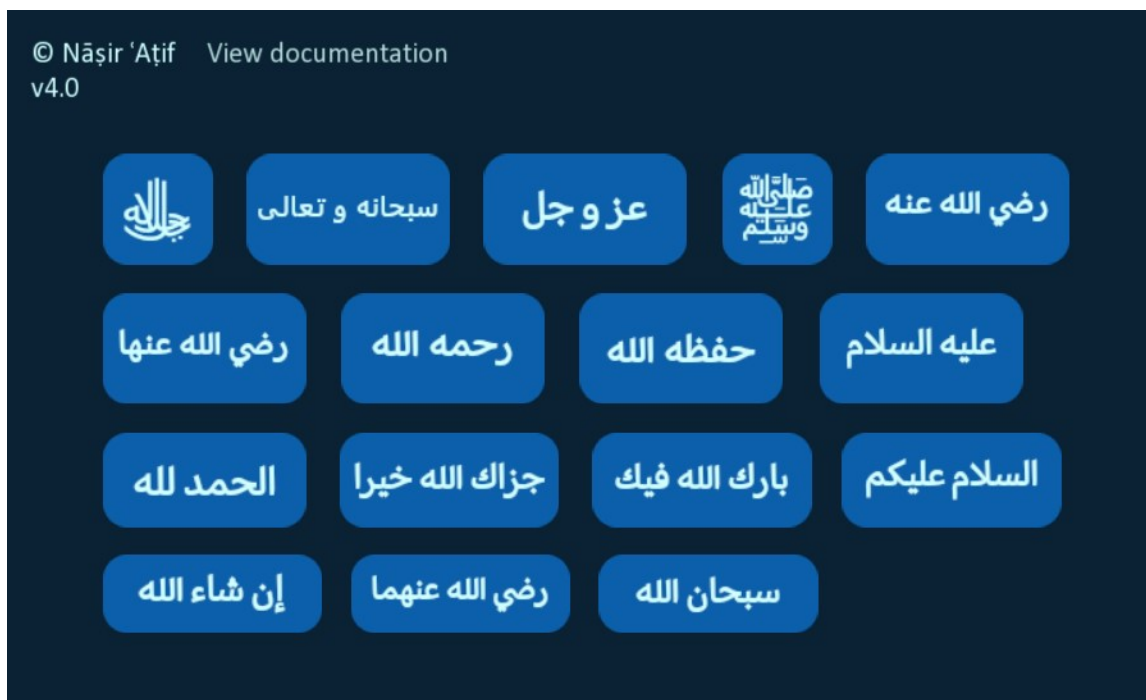 © Nāṣir ʿAṭif View documentation
v4.0
ﷻ سبحانه و تعالى عز و جل ﷺ رضي الله عنه
رضي الله عنها رحمه الله حفظه الله عليه السلام
الحمد لله جزاك الله خيرا بارك الله فيك السلام عليكم
إن شاء الله رضي الله عنهما سبحان الله